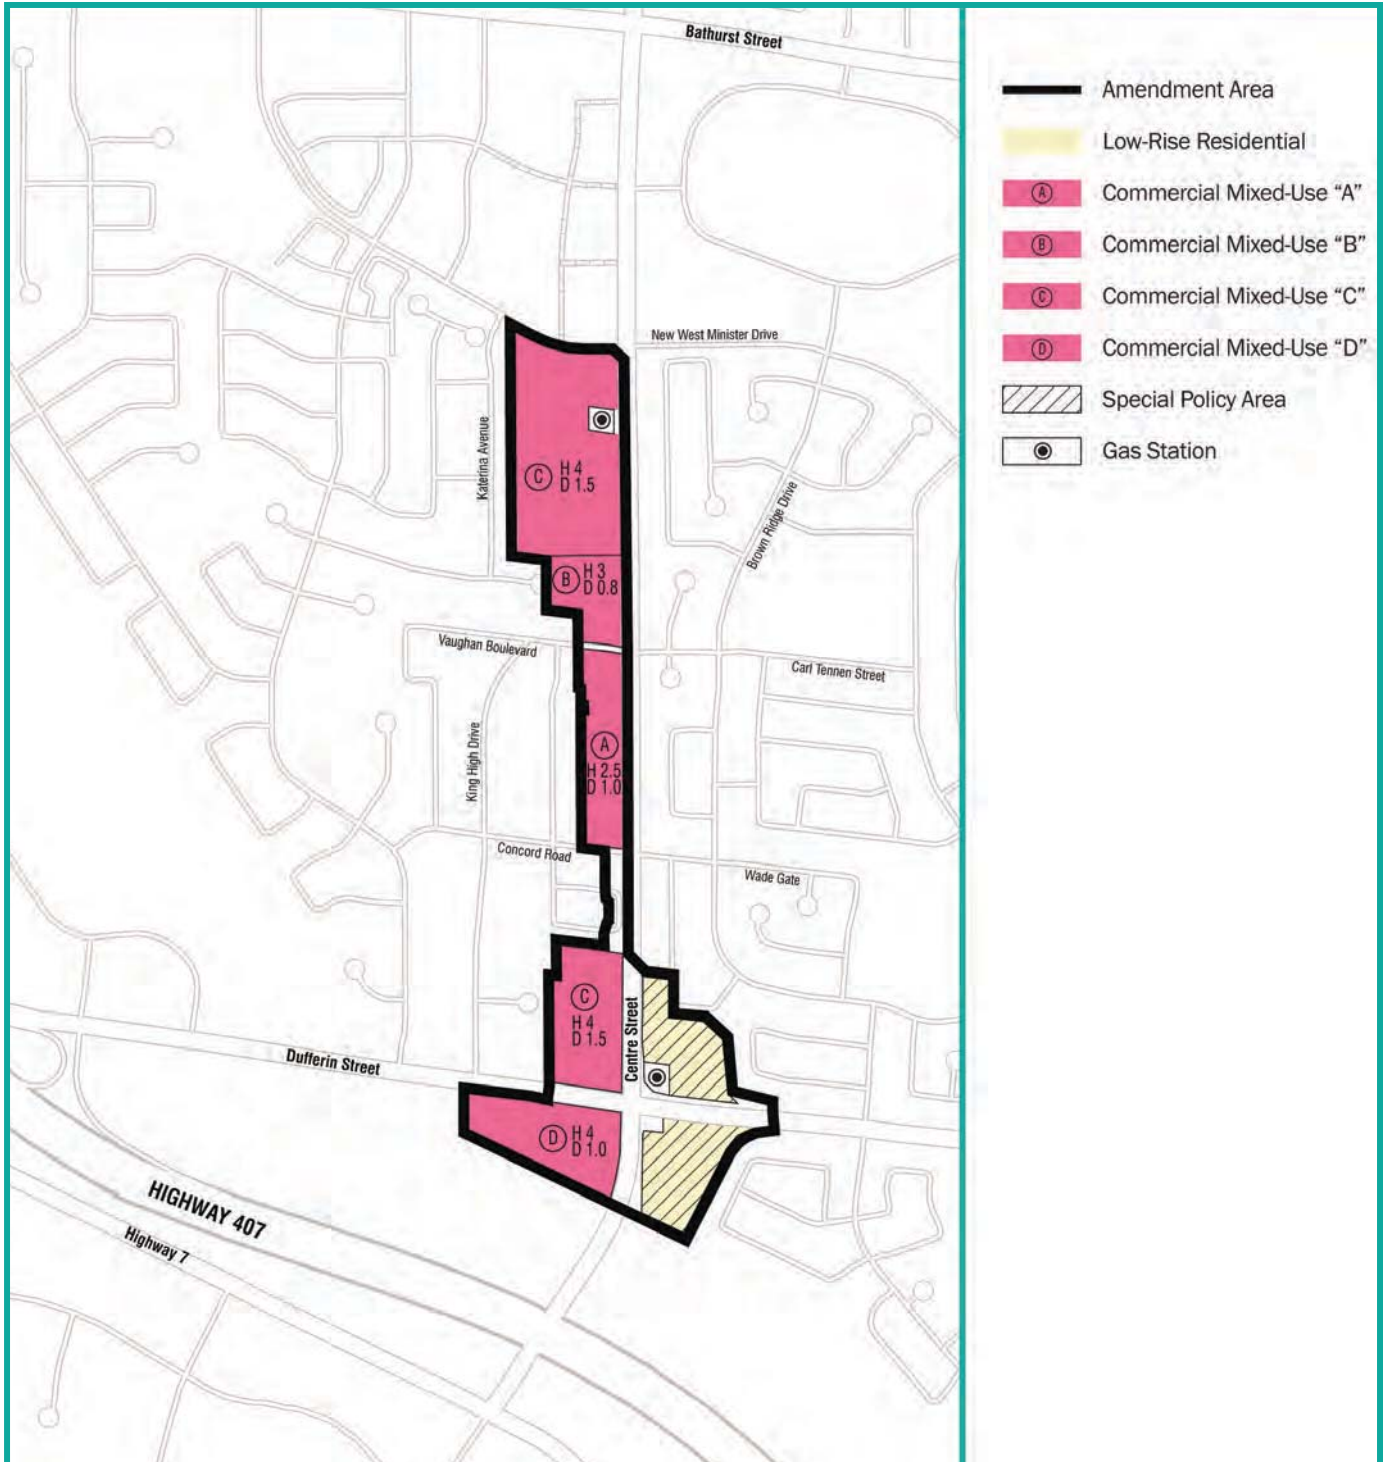 Bathurst Street
Amendment Area
Low-Rise Residential
A Commercial Mixed-Use “A”
B Commercial Mixed-Use “B”
C Commercial Mixed-Use “C”
D Commercial Mixed-Use “D”
Special Policy Area
Gas Station
New West Minister Drive
Katerina Avenue
C H 4
D 1.5
Brown Ridge Drive
B H 3
D 0.8
Vaughan Boulevard
Carl Tennen Street
King High Drive
A
H 2.5
D 1.0
Concord Road
Wade Gate
C
H 4
D 1.5
Centre Street
Dufferin Street
D H 4
D 1.0
HIGHWAY 407
Highway 7